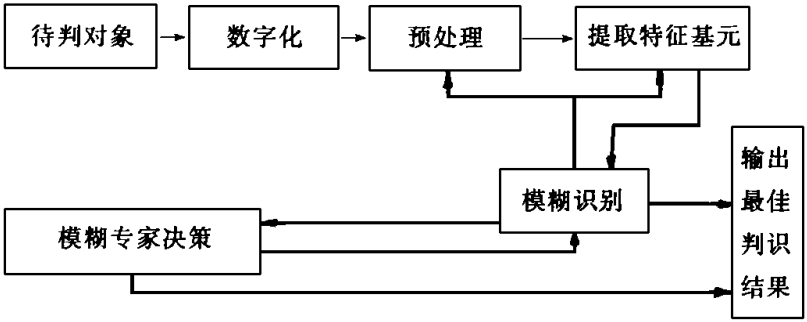 待判对象
数字化
预处理
提取特征基元
模糊识别
模糊专家决策
输出
最佳
判识
结果